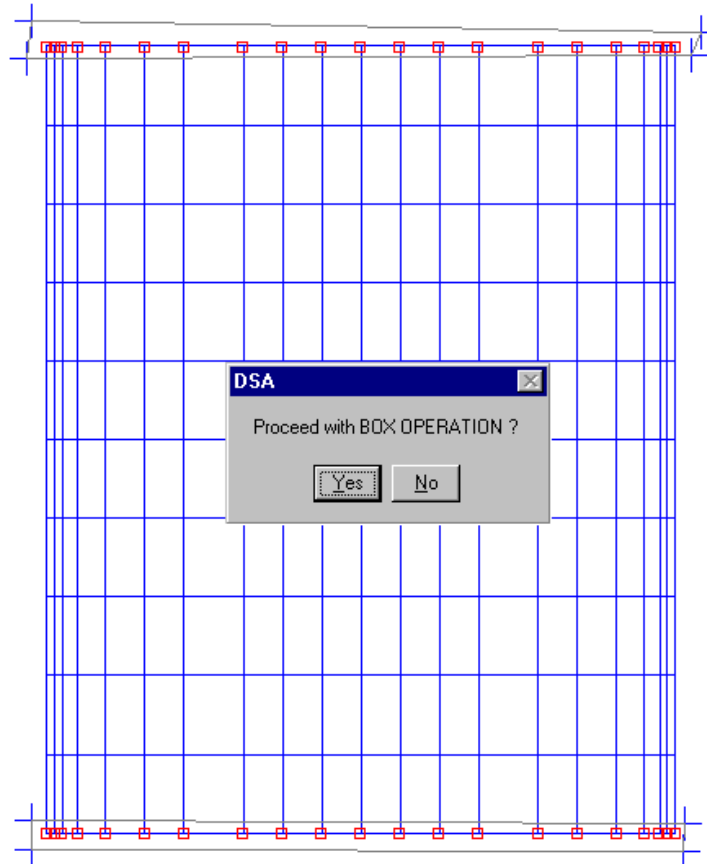 DSA
Proceed with BOX OPERATION ?
Yes No